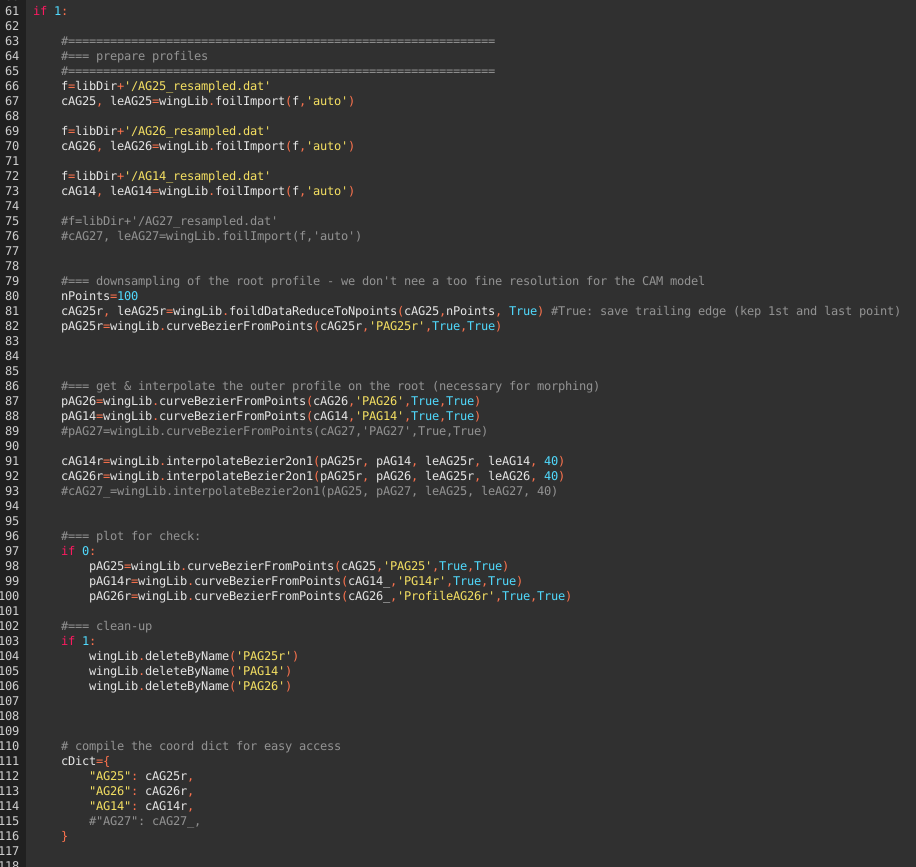 61 if 1:
62
63     #=============================================================
64     #=== prepare profiles
65     #=============================================================
66     f=libDir+'/AG25_resampled.dat'
67     cAG25, leAG25=wingLib.foilImport(f,'auto')
68
69     f=libDir+'/AG26_resampled.dat'
70     cAG26, leAG26=wingLib.foilImport(f,'auto')
71
72     f=libDir+'/AG14_resampled.dat'
73     cAG14, leAG14=wingLib.foilImport(f,'auto')
74
75     #f=libDir+'/AG27_resampled.dat'
76     #cAG27, leAG27=wingLib.foilImport(f,'auto')
77
78
79     #=== downsampling of the root profile - we don't nee a too fine resolution for the CAM model
80     nPoints=100
81     cAG25r, leAG25r=wingLib.foildDataReduceToNpoints(cAG25,nPoints, True) #True: save trailing edge (kep 1st and last point)
82     pAG25r=wingLib.curveBezierFromPoints(cAG25r,'PAG25r',True,True)
83
84
85
86     #=== get & interpolate the outer profile on the root (necessary for morphing)
87     pAG26=wingLib.curveBezierFromPoints(cAG26,'PAG26',True,True)
88     pAG14=wingLib.curveBezierFromPoints(cAG14,'PAG14',True,True)
89     #pAG27=wingLib.curveBezierFromPoints(cAG27,'PAG27',True,True)
90
91     cAG14r=wingLib.interpolateBezier2on1(pAG25r, pAG14, leAG25r, leAG14, 40)
92     cAG26r=wingLib.interpolateBezier2on1(pAG25r, pAG26, leAG25r, leAG26, 40)
93     #cAG27_=wingLib.interpolateBezier2on1(pAG25, pAG27, leAG25, leAG27, 40)
94
95
96     #=== plot for check:
97     if 0:
98         pAG25=wingLib.curveBezierFromPoints(cAG25,'PAG25',True,True)
99         pAG14r=wingLib.curveBezierFromPoints(cAG14_,'PG14r',True,True)
100         pAG26r=wingLib.curveBezierFromPoints(cAG26_,'ProfileAG26r',True,True)
101
102     #=== clean-up
103     if 1:
104         wingLib.deleteByName('PAG25r')
105         wingLib.deleteByName('PAG14')
106         wingLib.deleteByName('PAG26')
107
108
109
110     # compile the coord dict for easy access
111     cDict={
112         "AG25": cAG25r,
113         "AG26": cAG26r,
114         "AG14": cAG14r,
115         #"AG27": cAG27_,
116     }
117
118